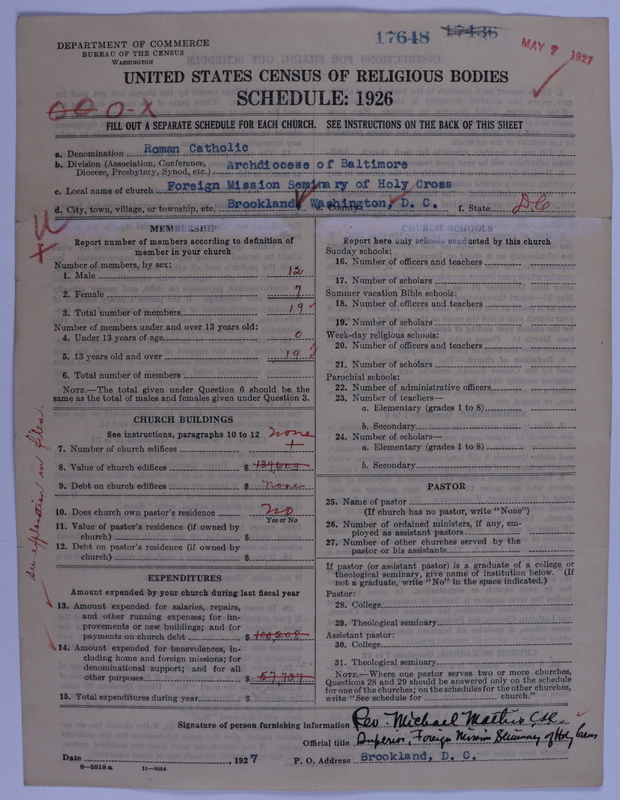 DEPARTMENT OF COMMERCE
BUREAU OF THE CENSUS
WASHINGTON
17648 17436
MAY 7 1927
UNITED STATES CENSUS OF RELIGIOUS BODIES
SCHEDULE: 1926
O-X
FILL OUT A SEPARATE SCHEDULE FOR EACH CHURCH. SEE INSTRUCTIONS ON THE BACK OF THIS SHEET
a. Denomination Roman Catholic
b. Division (Association, Conference, Diocese, Presbytery, Synod, etc.) Archdiocese of Baltimore
c. Local name of church Foreign Mission Seminary of Holy Cross
d. City, town, village, or township, etc. Brookland, Washington, D. C. e. County f. State D C
MEMBERSHIP
Report number of members according to definition of
member in your church
Number of members, by sex:
1. Male 12
2. Female 7
3. Total number of members 19
Number of members under and over 13 years old:
4. Under 13 years of age 0
5. 13 years old and over 19
6. Total number of members
NOTE.—The total given under Question 6 should be
same as the total of males and females given under Question 3.
CHURCH BUILDINGS
See instructions, paragraphs 10 to 12 none
7. Number of church edifices
8. Value of church edifices $
9. Debt on church edifices $ none
10. Does church own pastor's residence no
Yes or No
11. Value of pastor's residence (if owned by
church) $
12. Debt on pastor's residence (if owned by
church) $
see explanation in files.
EXPENDITURES
Amount expended by your church during last fiscal year
13. Amount expended for salaries, repairs,
and other running expenses; for im-
provements or new buildings; and for
payments on church debt $ 100208
14. Amount expended for benevolences, in-
cluding home and foreign missions; for
denominational support; and for all
other purposes $ 57,737
15. Total expenditures during year $
CHURCH SCHOOLS
Report here only schools conducted by this church
Sunday schools:
16. Number of officers and teachers
17. Number of scholars
Summer vacation Bible schools:
18. Number of officers and teachers
19. Number of scholars
Week-day religious schools:
20. Number of officers and teachers
21. Number of scholars
Parochial schools:
22. Number of administrative officers
23. Number of teachers—
a. Elementary (grades 1 to 8)
b. Secondary
24. Number of scholars—
a. Elementary (grades 1 to 8)
b. Secondary
PASTOR
25. Name of pastor
(If church has no pastor, write "None")
26. Number of ordained ministers, if any, em-
ployed as assistant pastors
27. Number of other churches served by the
pastor or his assistants
If pastor (or assistant pastor) is a graduate of a college or
theological seminary, give name of institution below. (If
not a graduate, write "No" in the space indicated.)
Pastor:
28. College
29. Theological seminary
Assistant pastor:
30. College
31. Theological seminary
NOTE.—Where one pastor serves two or more churches,
Questions 28 and 29 should be answered only on the schedule
for one of the churches; on the schedules for the other churches,
write "See schedule for church."
Signature of person furnishing information Rev. Michael Mathis C.S.C.
Official title Superior, Foreign Mission Seminary of Holy Cross
Date , 1927 P. O. Address Brookland, D. C.
8—5518a 11—9084